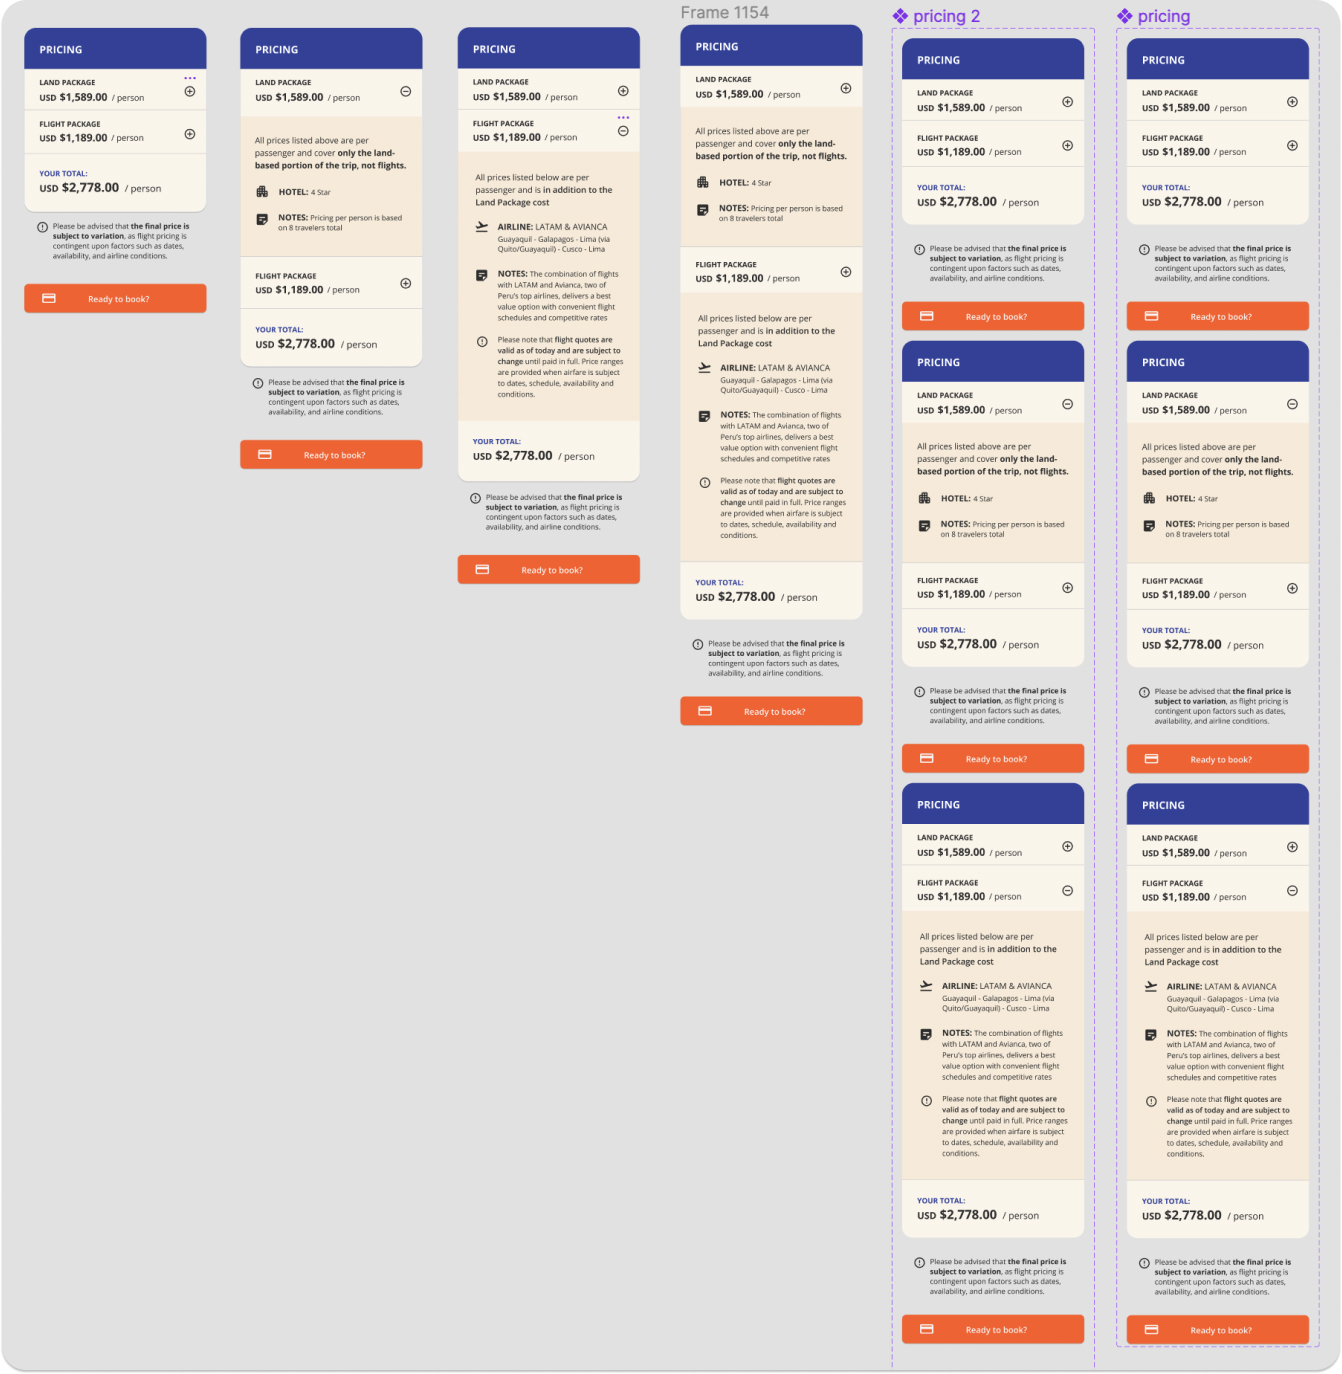 PRICING
LAND PACKAGE
USD $1,589.00 / person
FLIGHT PACKAGE
USD $1,189.00 / person
YOUR TOTAL:
USD $2,778.00 / person
Please be advised that the final price is
subject to variation, as flight pricing is
contingent upon factors such as dates,
availability, and airline conditions.
Ready to book?
PRICING
LAND PACKAGE
USD $1,589.00 / person
All prices listed above are per
passenger and cover only the land-
based portion of the trip, not flights.
HOTEL: 4 Star
NOTES: Pricing per person is based
on 8 travelers total
FLIGHT PACKAGE
USD $1,189.00 / person
YOUR TOTAL:
USD $2,778.00 / person
Please be advised that the final price is
subject to variation, as flight pricing is
contingent upon factors such as dates,
availability, and airline conditions.
Ready to book?
PRICING
LAND PACKAGE
USD $1,589.00 / person
FLIGHT PACKAGE
USD $1,189.00 / person
All prices listed below are per
passenger and is in addition to the
Land Package cost
AIRLINE: LATAM & AVIANCA
Guayaquil - Galapagos - Lima (via
Quito/Guayaquil) - Cusco - Lima
NOTES: The combination of flights
with LATAM and Avianca, two of
Peru's top airlines, delivers a best
value option with convenient flight
schedules and competitive rates
Please note that flight quotes are
valid as of today and are subject to
change until paid in full. Price ranges
are provided when airfare is subject
to dates, schedule, availability and
conditions.
YOUR TOTAL:
USD $2,778.00 / person
Please be advised that the final price is
subject to variation, as flight pricing is
contingent upon factors such as dates,
availability, and airline conditions.
Ready to book?
Frame 1154
PRICING
LAND PACKAGE
USD $1,589.00 / person
All prices listed above are per
passenger and cover only the land-
based portion of the trip, not flights.
HOTEL: 4 Star
NOTES: Pricing per person is based
on 8 travelers total
FLIGHT PACKAGE
USD $1,189.00 / person
All prices listed below are per
passenger and is in addition to the
Land Package cost
AIRLINE: LATAM & AVIANCA
Guayaquil - Galapagos - Lima (via
Quito/Guayaquil) - Cusco - Lima
NOTES: The combination of flights
with LATAM and Avianca, two of
Peru's top airlines, delivers a best
value option with convenient flight
schedules and competitive rates
Please note that flight quotes are
valid as of today and are subject to
change until paid in full. Price ranges
are provided when airfare is subject
to dates, schedule, availability and
conditions.
YOUR TOTAL:
USD $2,778.00 / person
Please be advised that the final price is
subject to variation, as flight pricing is
contingent upon factors such as dates,
availability, and airline conditions.
Ready to book?
pricing 2
PRICING
LAND PACKAGE
USD $1,589.00 / person
FLIGHT PACKAGE
USD $1,189.00 / person
YOUR TOTAL:
USD $2,778.00 / person
Please be advised that the final price is
subject to variation, as flight pricing is
contingent upon factors such as dates,
availability, and airline conditions.
Ready to book?
PRICING
LAND PACKAGE
USD $1,589.00 / person
All prices listed above are per
passenger and cover only the land-
based portion of the trip, not flights.
HOTEL: 4 Star
NOTES: Pricing per person is based
on 8 travelers total
FLIGHT PACKAGE
USD $1,189.00 / person
YOUR TOTAL:
USD $2,778.00 / person
Please be advised that the final price is
subject to variation, as flight pricing is
contingent upon factors such as dates,
availability, and airline conditions.
Ready to book?
PRICING
LAND PACKAGE
USD $1,589.00 / person
FLIGHT PACKAGE
USD $1,189.00 / person
All prices listed below are per
passenger and is in addition to the
Land Package cost
AIRLINE: LATAM & AVIANCA
Guayaquil - Galapagos - Lima (via
Quito/Guayaquil) - Cusco - Lima
NOTES: The combination of flights
with LATAM and Avianca, two of
Peru's top airlines, delivers a best
value option with convenient flight
schedules and competitive rates
Please note that flight quotes are
valid as of today and are subject to
change until paid in full. Price ranges
are provided when airfare is subject
to dates, schedule, availability and
conditions.
YOUR TOTAL:
USD $2,778.00 / person
Please be advised that the final price is
subject to variation, as flight pricing is
contingent upon factors such as dates,
availability, and airline conditions.
Ready to book?
pricing
PRICING
LAND PACKAGE
USD $1,589.00 / person
FLIGHT PACKAGE
USD $1,189.00 / person
YOUR TOTAL:
USD $2,778.00 / person
Please be advised that the final price is
subject to variation, as flight pricing is
contingent upon factors such as dates,
availability, and airline conditions.
Ready to book?
PRICING
LAND PACKAGE
USD $1,589.00 / person
All prices listed above are per
passenger and cover only the land-
based portion of the trip, not flights.
HOTEL: 4 Star
NOTES: Pricing per person is based
on 8 travelers total
FLIGHT PACKAGE
USD $1,189.00 / person
YOUR TOTAL:
USD $2,778.00 / person
Please be advised that the final price is
subject to variation, as flight pricing is
contingent upon factors such as dates,
availability, and airline conditions.
Ready to book?
PRICING
LAND PACKAGE
USD $1,589.00 / person
FLIGHT PACKAGE
USD $1,189.00 / person
All prices listed below are per
passenger and is in addition to the
Land Package cost
AIRLINE: LATAM & AVIANCA
Guayaquil - Galapagos - Lima (via
Quito/Guayaquil) - Cusco - Lima
NOTES: The combination of flights
with LATAM and Avianca, two of
Peru's top airlines, delivers a best
value option with convenient flight
schedules and competitive rates
Please note that flight quotes are
valid as of today and are subject to
change until paid in full. Price ranges
are provided when airfare is subject
to dates, schedule, availability and
conditions.
YOUR TOTAL:
USD $2,778.00 / person
Please be advised that the final price is
subject to variation, as flight pricing is
contingent upon factors such as dates,
availability, and airline conditions.
Ready to book?